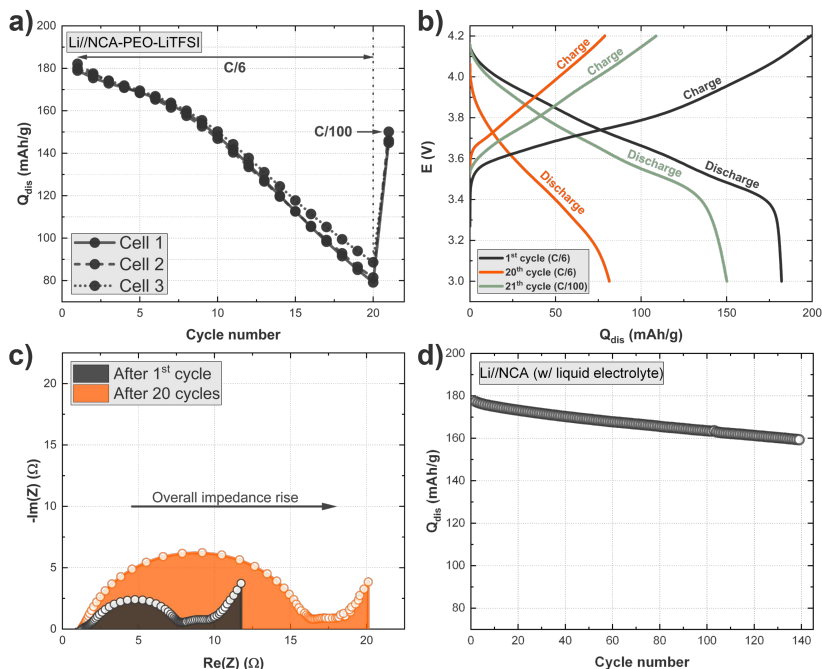 a)
Li//NCA-PEO-LiTFSI
C/6
C/100
Cell 1
Cell 2
Cell 3
Q_dis (mAh/g)
180
160
140
120
100
80
0 5 10 15 20
Cycle number
b)
E (V)
4.2
4.0
3.8
3.6
3.4
3.2
3.0
Charge
Charge
Charge
Discharge
Discharge
Discharge
1st cycle (C/6)
20th cycle (C/6)
21th cycle (C/100)
0 50 100 150 200
Q_dis (mAh/g)
c)
After 1st cycle
After 20 cycles
Overall impedance rise
-Im(Z) (Ω)
20
15
10
5
0
0 5 10 15 20
Re(Z) (Ω)
d)
Li//NCA (w/ liquid electrolyte)
Q_dis (mAh/g)
200
180
160
140
120
100
80
0 20 40 60 80 100 120 140
Cycle number